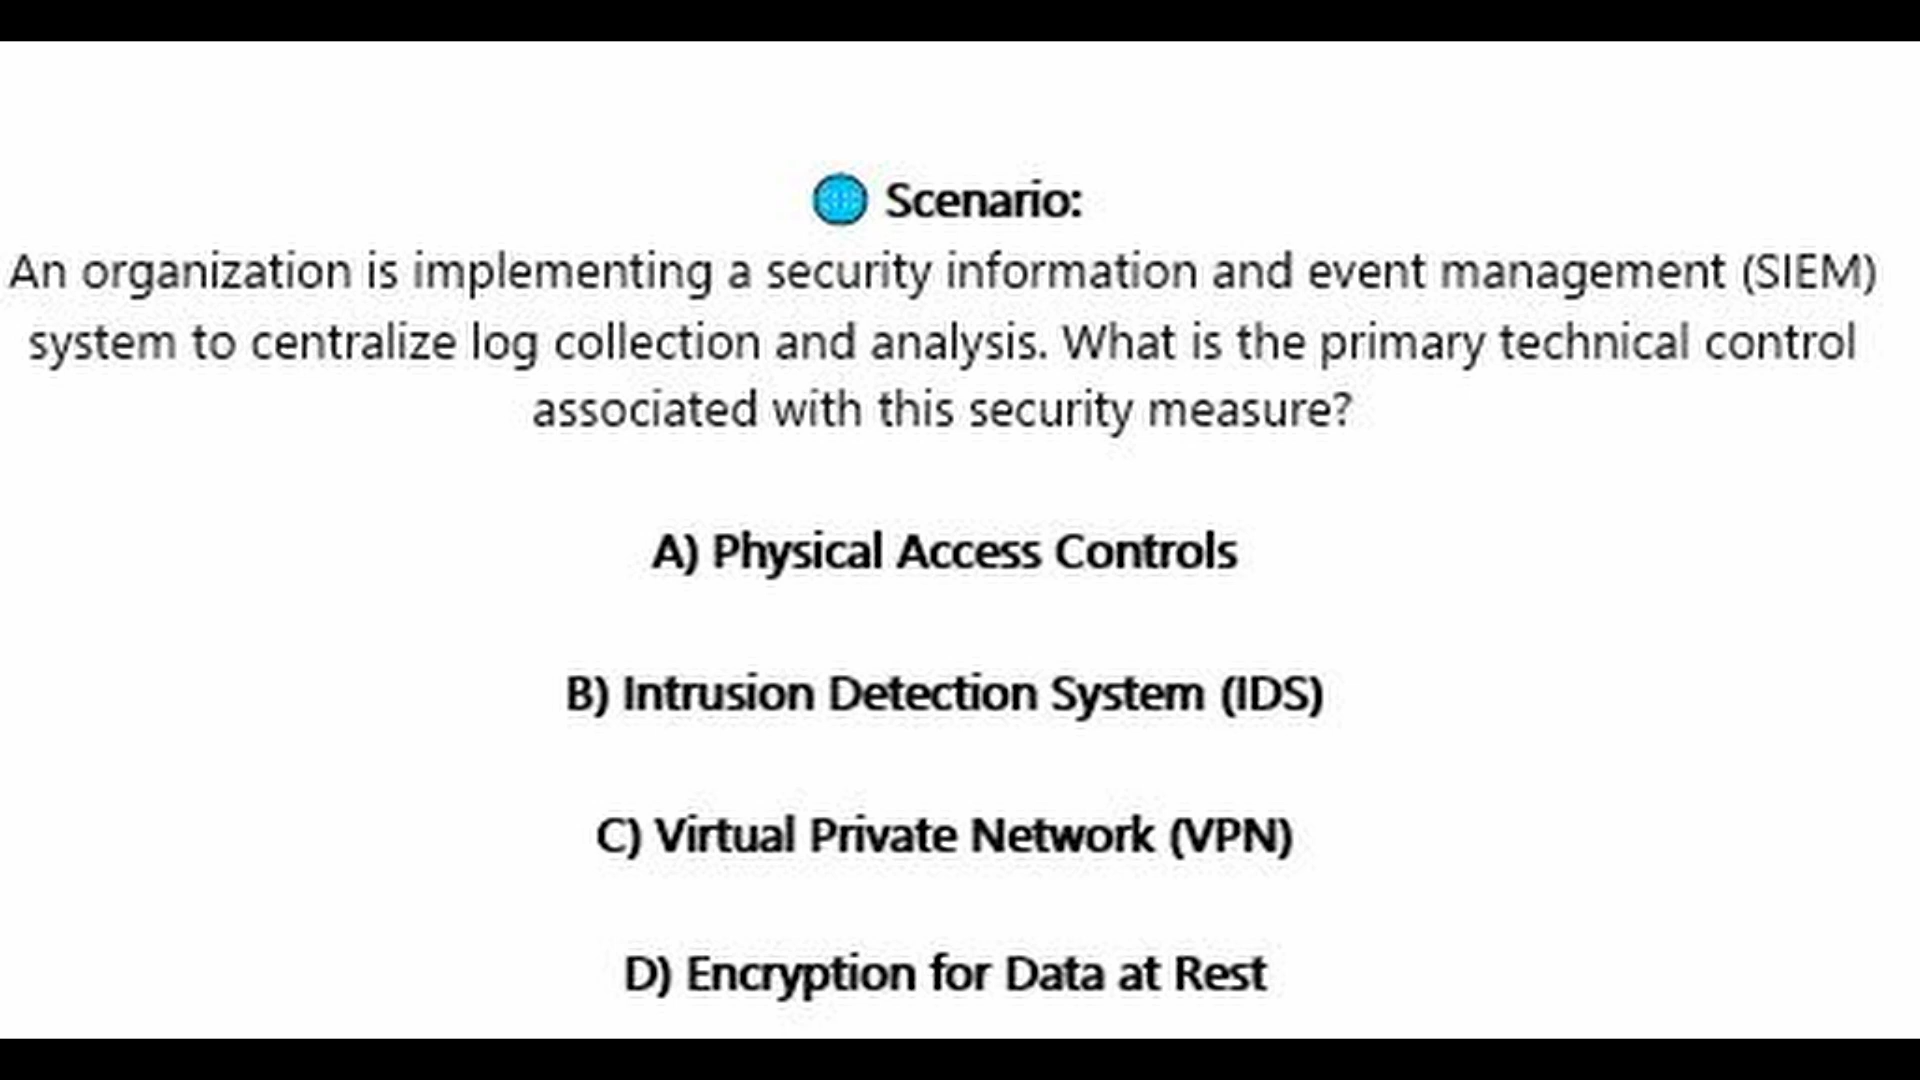 Scenario:
An organization is implementing a security information and event management (SIEM)
system to centralize log collection and analysis. What is the primary technical control
associated with this security measure?
A) Physical Access Controls
B) Intrusion Detection System (IDS)
C) Virtual Private Network (VPN)
D) Encryption for Data at Rest